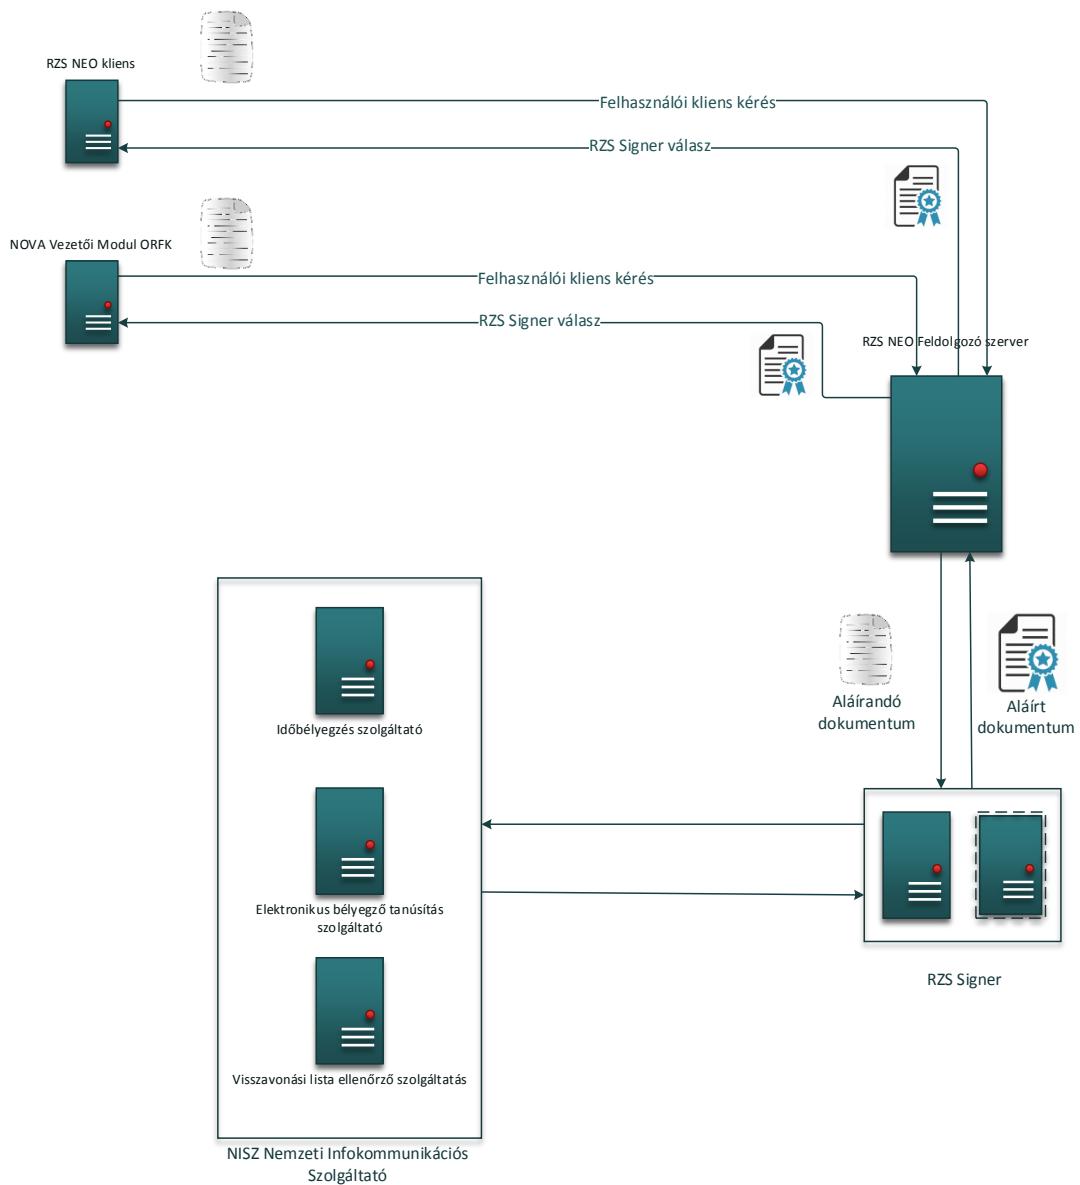 RZS NEO kliens
Felhasználói kliens kérés
RZS Signer válasz
NOVA Vezetői Modul ORFK
Felhasználói kliens kérés
RZS Signer válasz
RZS NEO Feldolgozó szerver
Aláírandó
dokumentum
Aláírt
dokumentum
Időbélyegzés szolgáltató
Elektronikus bélyegző tanúsítás
szolgáltató
RZS Signer
Visszavonási lista ellenőrző szolgáltatás
NISZ Nemzeti Infokommunikációs
Szolgáltató